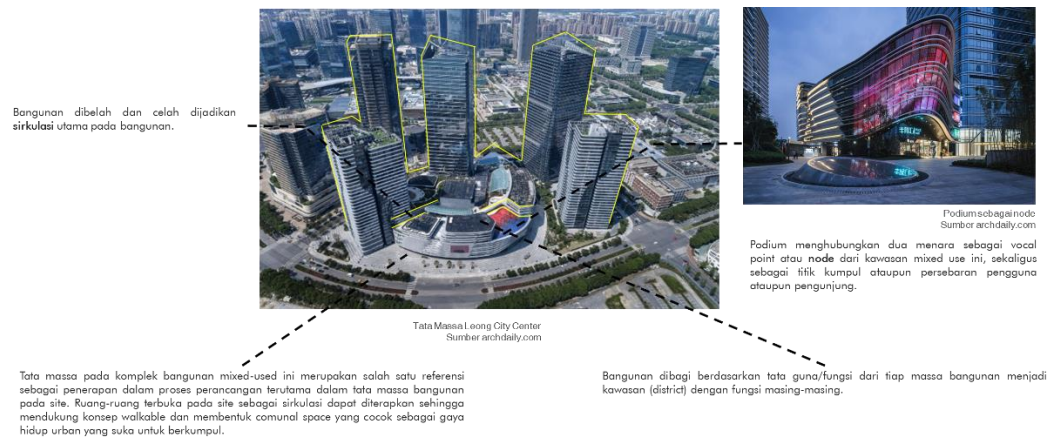 Bangunan dibelah dan celah dijadikan
sirkulasi utama pada bangunan.
Podium sebagai node
Sumber archdaily.com
Podium menghubungkan dua menara sebagai vocal
point atau node dari kawasan mixed use ini, sekaligus
sebagai titik kumpul ataupun persebaran pengguna
ataupun pengunjung.
Tata Massa Leong City Center
Sumber archdaily.com
Tata massa pada komplek bangunan mixed-used ini merupakan salah satu referensi
sebagai penerapan dalam proses perancangan terutama dalam tata massa bangunan
pada site. Ruang-ruang terbuka pada site sebagai sirkulasi dapat diterapkan sehingga
mendukung konsep walkable dan membentuk comunal space yang cocok sebagai gaya
hidup urban yang suka untuk berkumpul.
Bangunan dibagi berdasarkan tata guna/fungsi dari tiap massa bangunan menjadi
kawasan (district) dengan fungsi masing-masing.